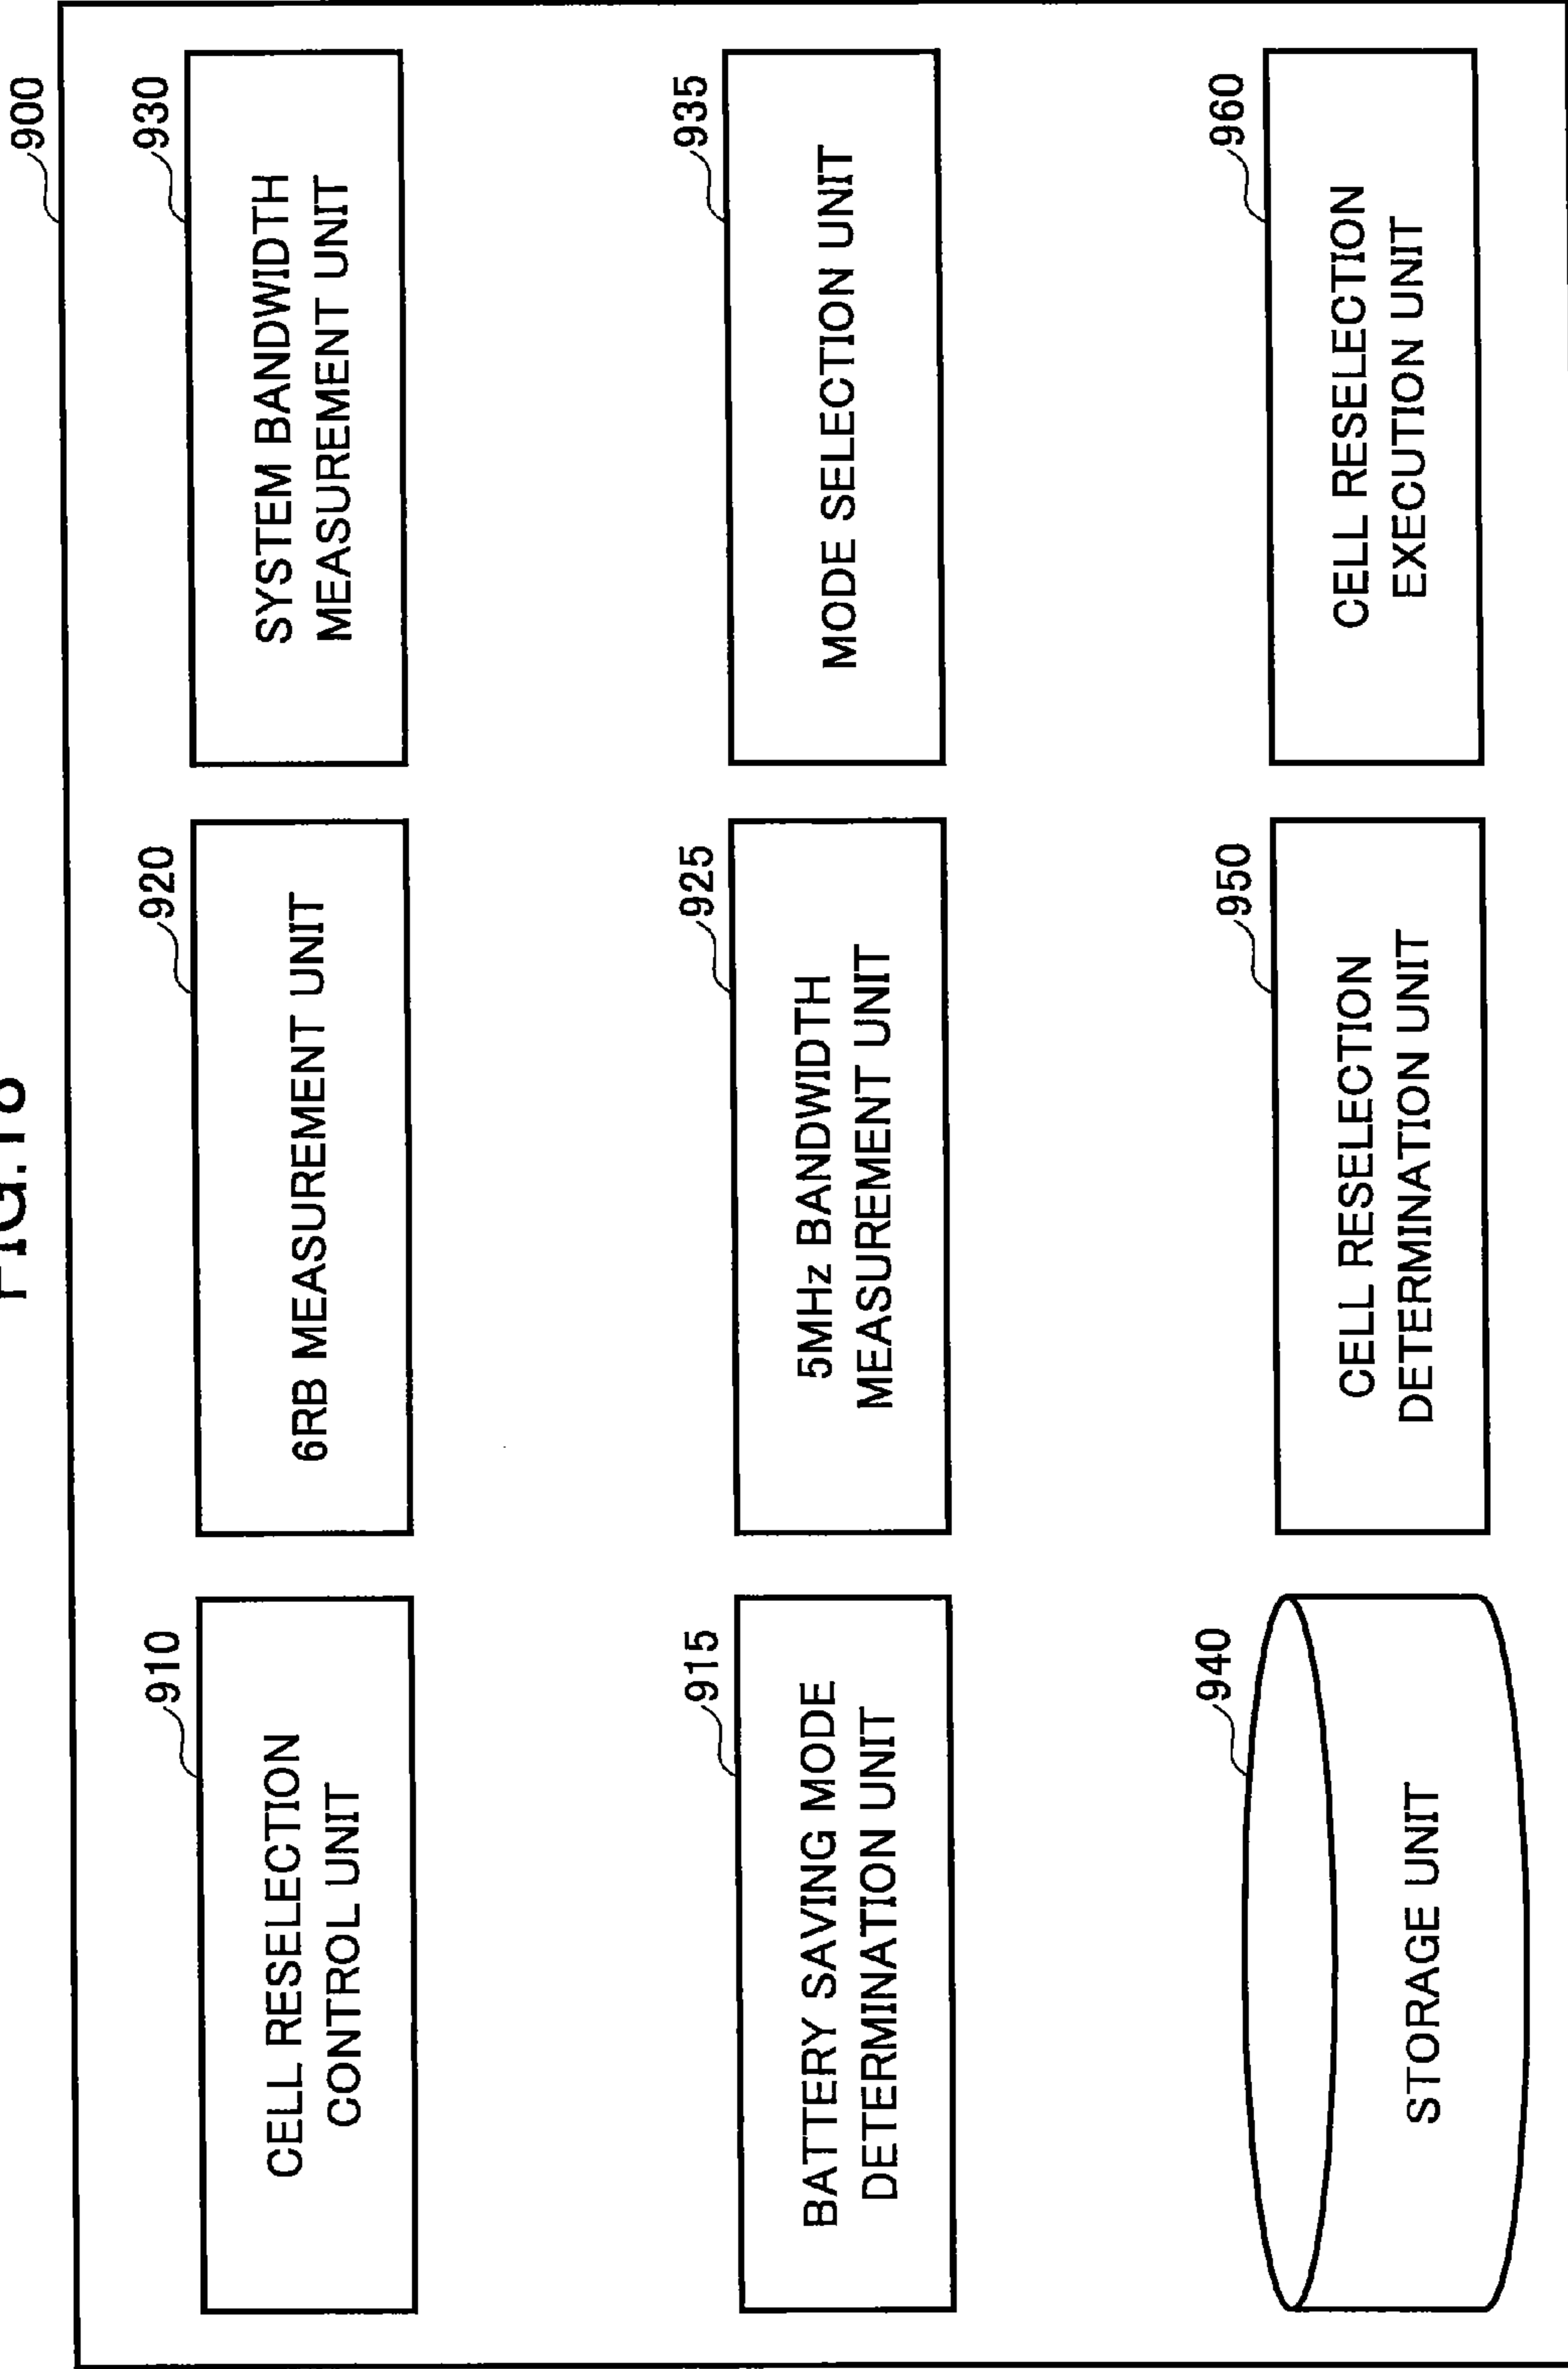 900
910
CELL RESELECTION
CONTROL UNIT
920
6RB MEASUREMENT UNIT
930
SYSTEM BANDWIDTH
MEASUREMENT UNIT
915
BATTERY SAVING MODE
DETERMINATION UNIT
925
5MHz BANDWIDTH
MEASUREMENT UNIT
935
MODE SELECTION UNIT
940
STORAGE UNIT
950
CELL RESELECTION
DETERMINATION UNIT
960
CELL RESELECTION
EXECUTION UNIT